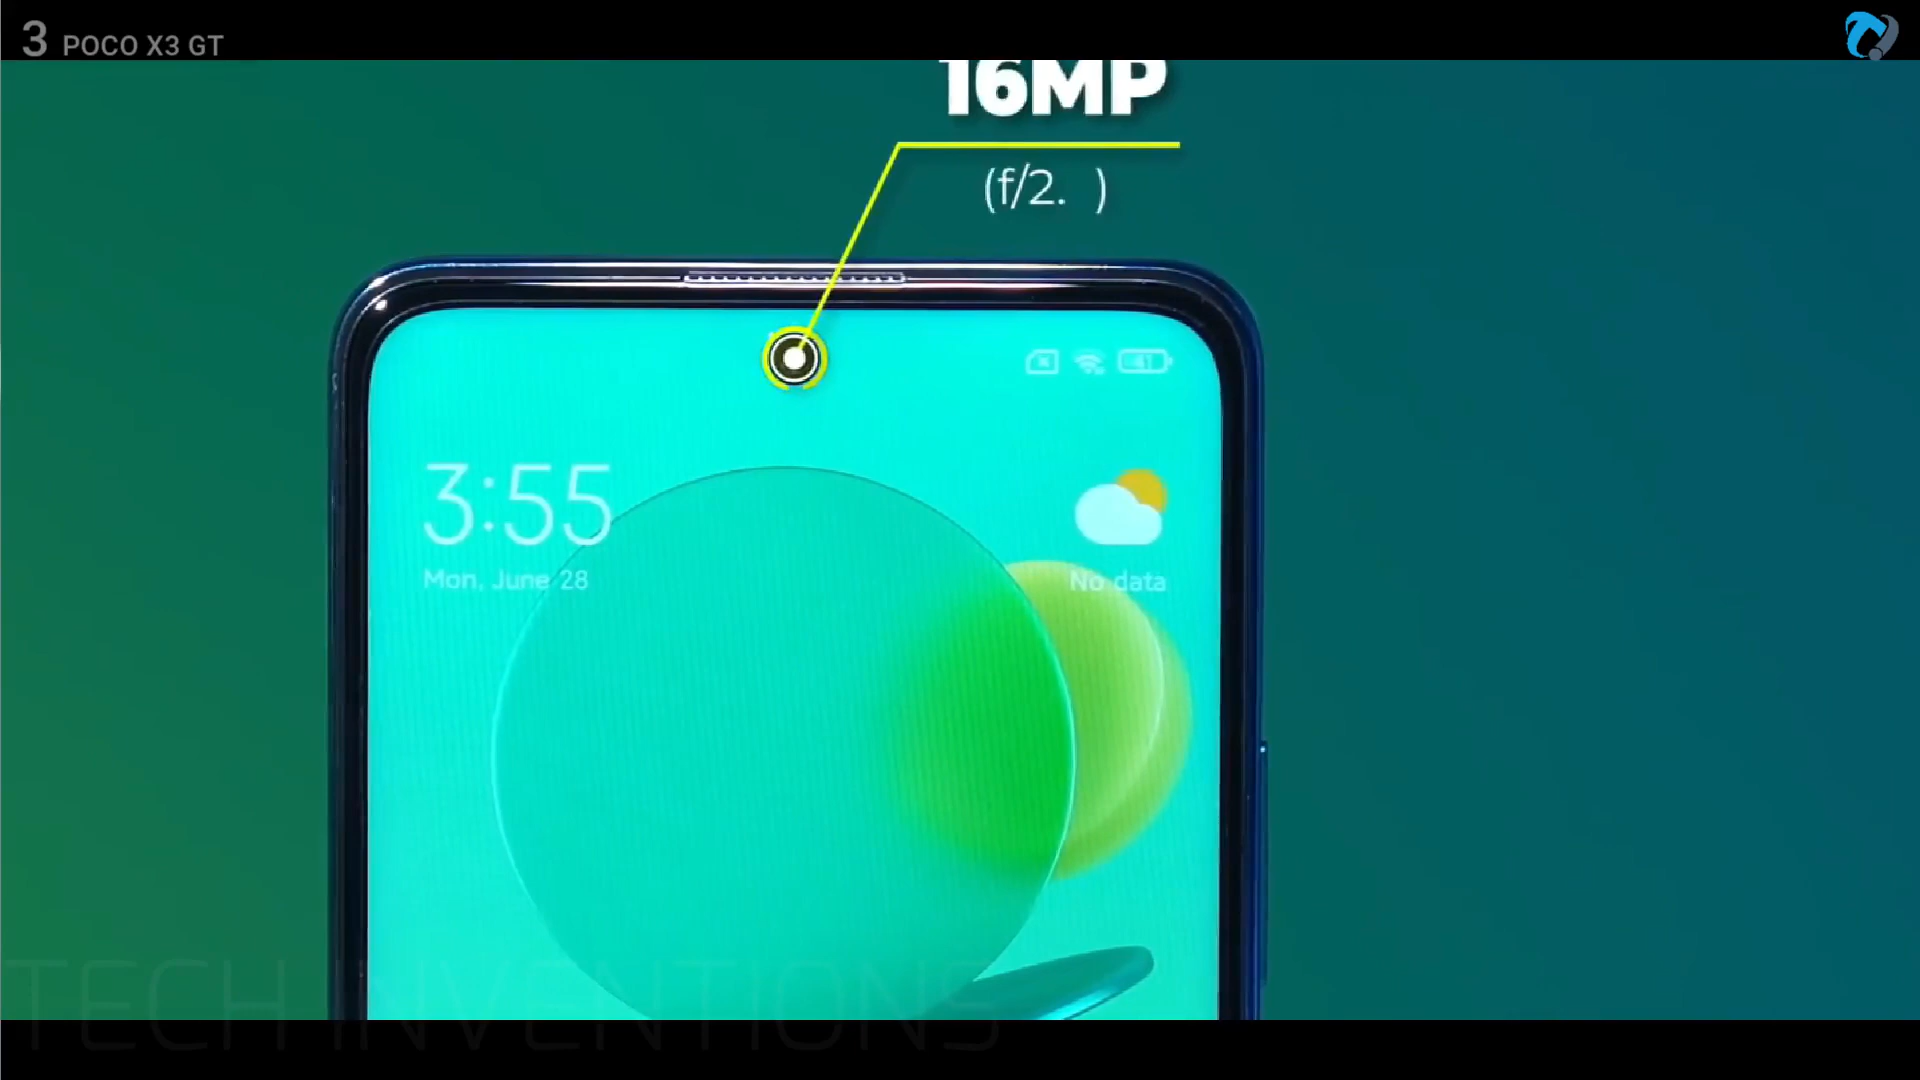 3 POCO X3 GT
16MP
(f/2. )
3:55
Mon, June 28
No data
TECH INVENTIONS